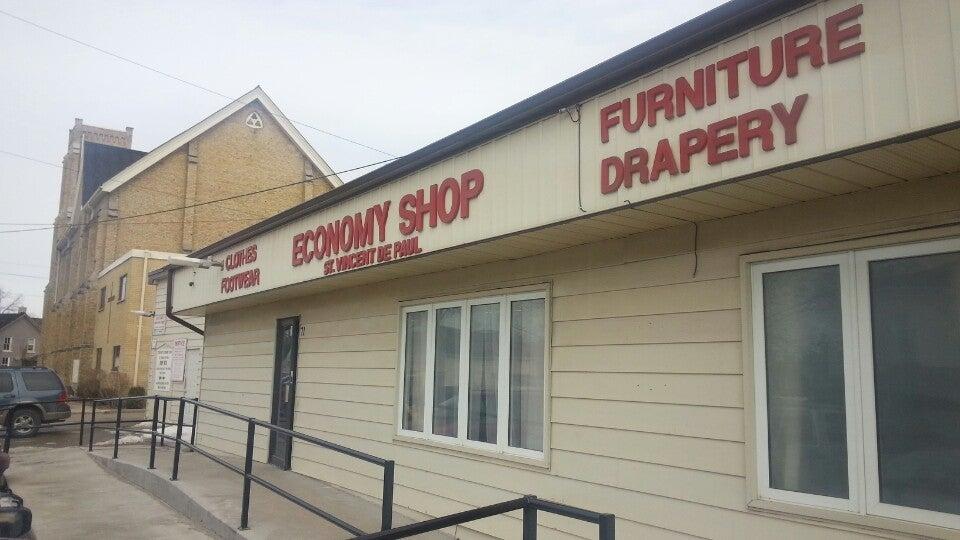 CLOTHES
FOOTWEAR
ECONOMY SHOP
ST. VINCENT DE PAUL
FURNITURE
DRAPERY